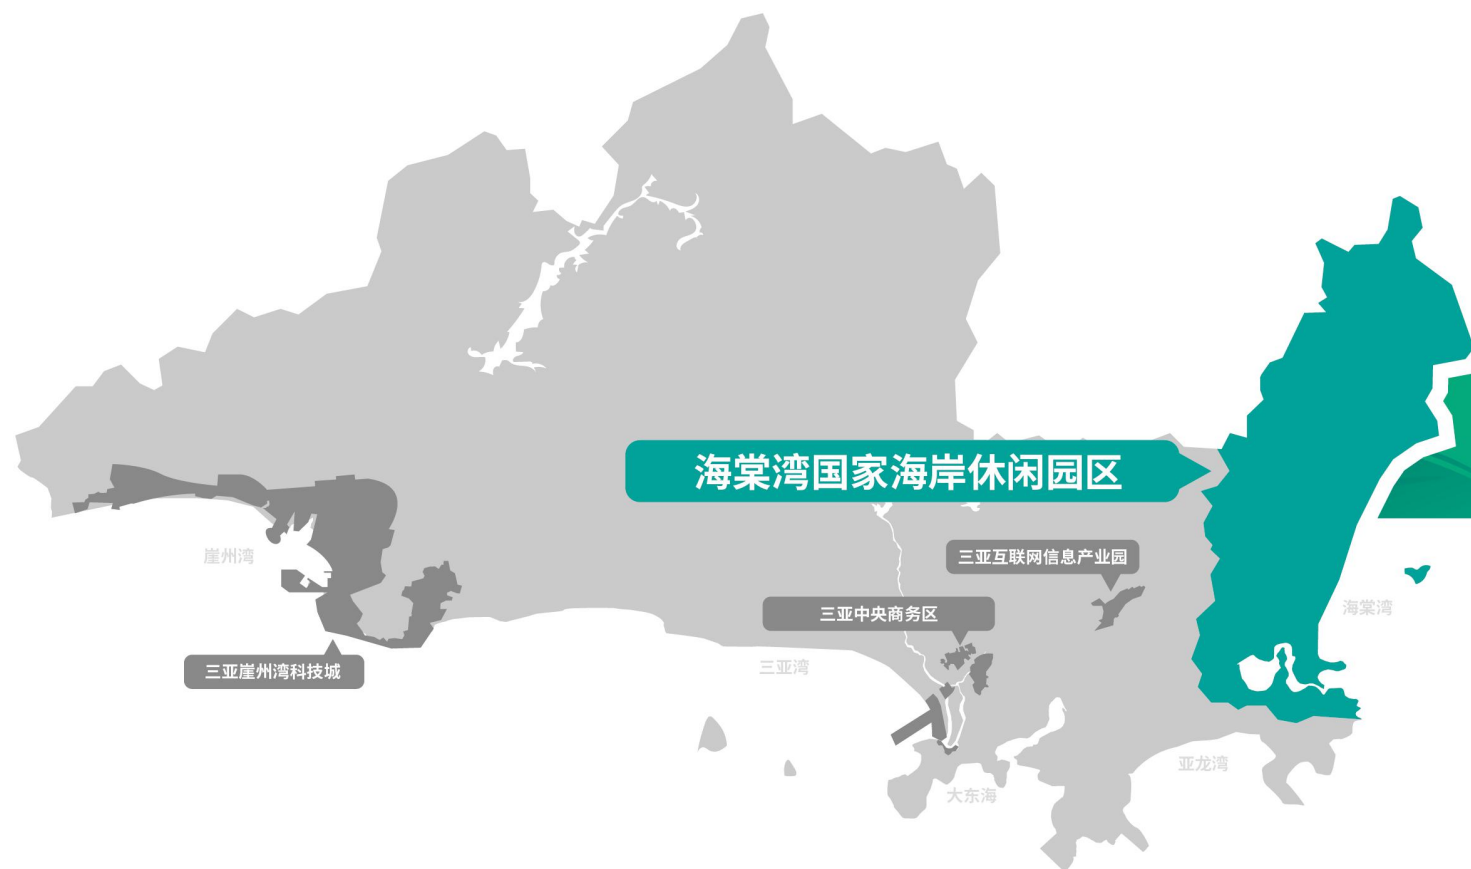 海棠湾国家海岸休闲园区
崖州湾
三亚互联网信息产业园
三亚中央商务区
海棠湾
三亚崖州湾科技城
三亚湾
亚龙湾
大东海